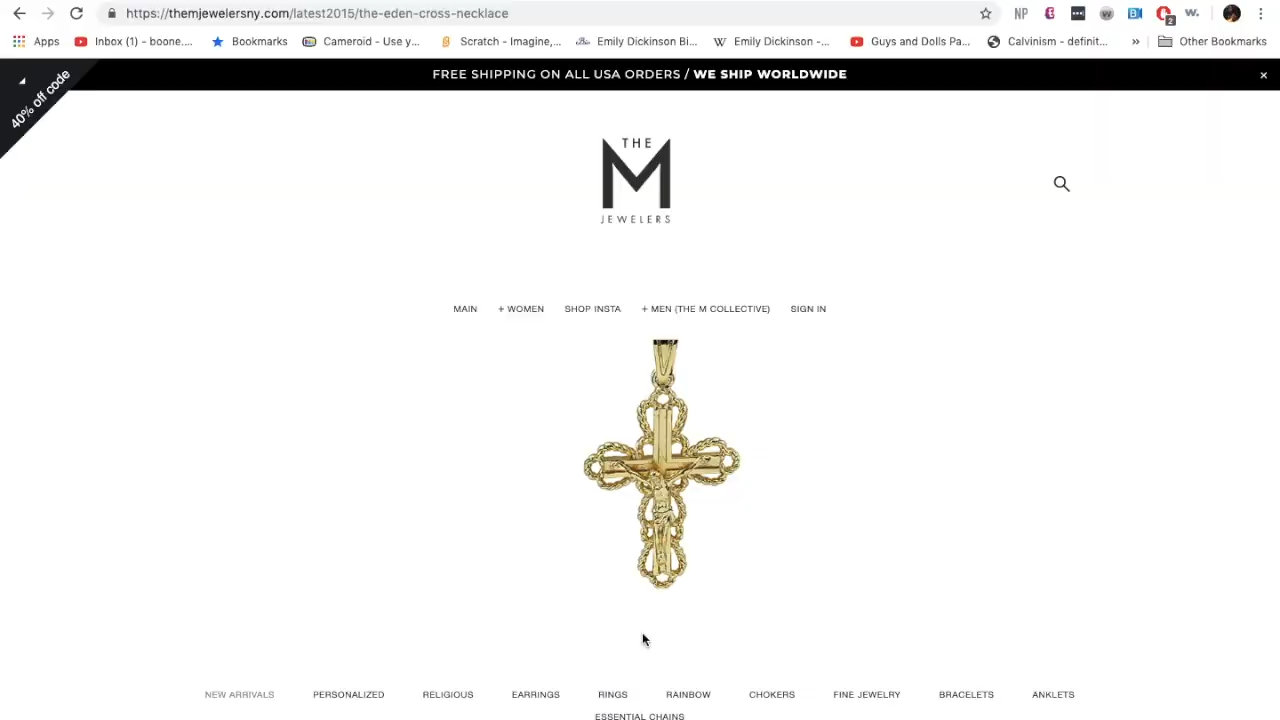 https://themjewelersny.com/latest2015/the-eden-cross-necklace
NP
2
w.
Apps
Inbox (1) - boone....
Bookmarks
Cameroid - Use y...
Scratch - Imagine,...
Emily Dickinson Bi...
W Emily Dickinson -...
Guys and Dolls Pa...
Calvinism - definit...
»
Other Bookmarks
40% off code
FREE SHIPPING ON ALL USA ORDERS / WE SHIP WORLDWIDE
×
THE
M
JEWELERS
MAIN + WOMEN SHOP INSTA + MEN (THE M COLLECTIVE) SIGN IN
NEW ARRIVALS PERSONALIZED RELIGIOUS EARRINGS RINGS RAINBOW CHOKERS FINE JEWELRY BRACELETS ANKLETS
ESSENTIAL CHAINS